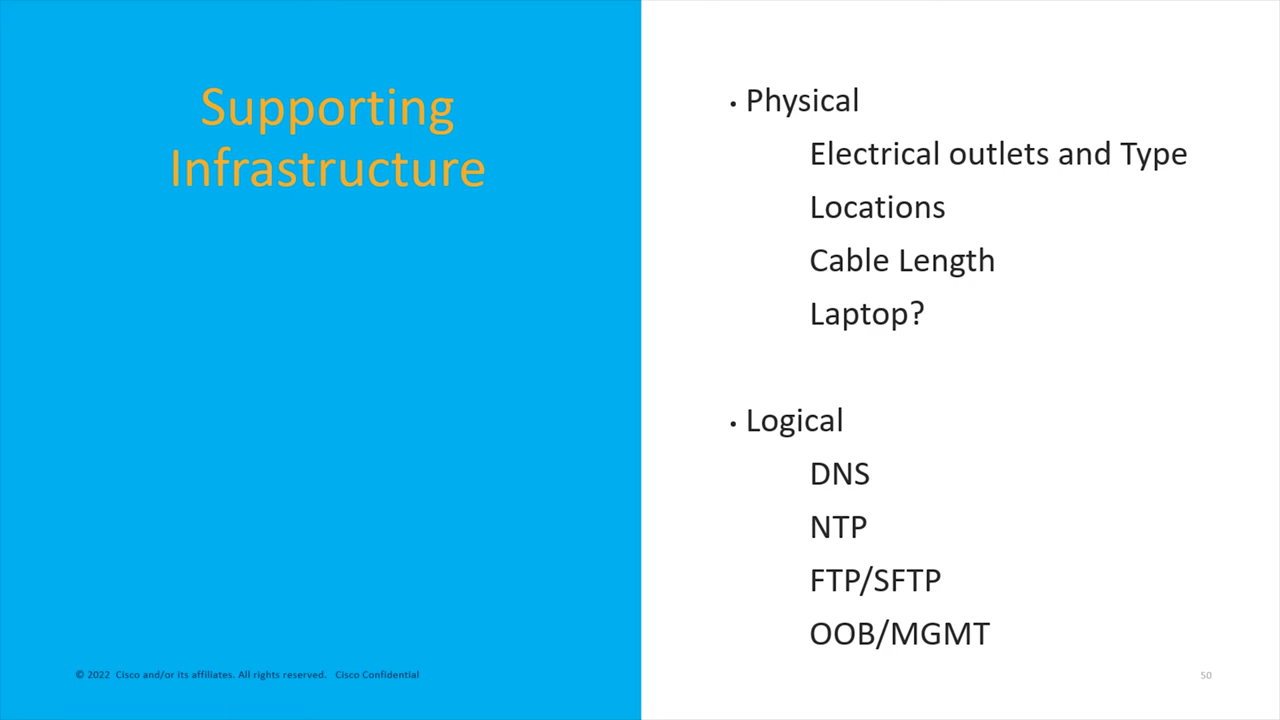 Supporting
Infrastructure
• Physical
Electrical outlets and Type
Locations
Cable Length
Laptop?
• Logical
DNS
NTP
FTP/SFTP
OOB/MGMT
© 2022 Cisco and/or its affiliates. All rights reserved. Cisco Confidential
50